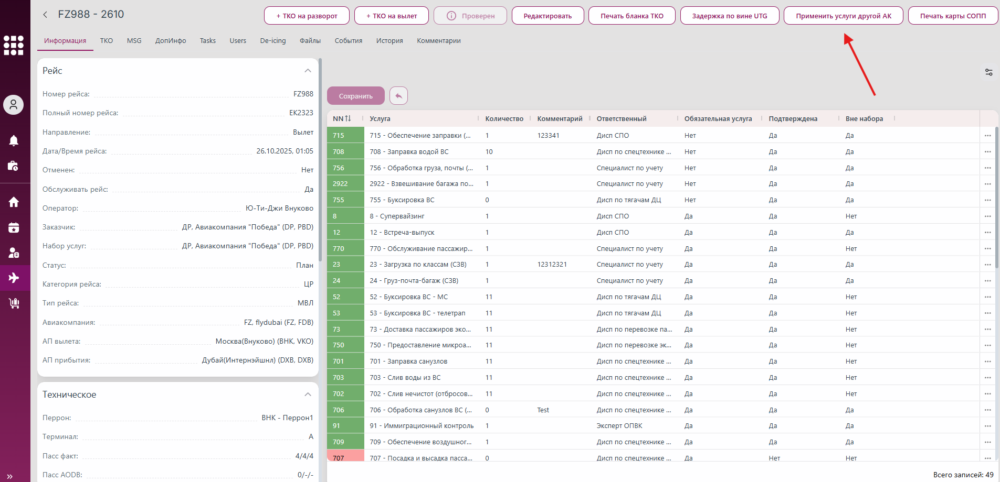 FZ988 - 2610
+ ТКО на разворот
+ ТКО на вылет
Проверен
Редактировать
Печать бланка ТКО
Задержка по вине UTG
Применить услуги другой АК
Печать карты СОПП
Информация
ТКО
MSG
ДопИнфо
Tasks
Users
De-icing
Файлы
События
История
Комментарии
Рейс
Номер рейса: FZ988
Полный номер рейса: EK2323
Направление: Вылет
Дата/Время рейса: 26.10.2025, 01:05
Отменен: Нет
Обслуживать рейс: Да
Оператор: Ю-Ти-Джи Внуково
Заказчик: ДР, Авиакомпания "Победа" (DP, PBD)
Набор услуг: ДР, Авиакомпания "Победа" (DP, PBD)
Статус: План
Категория рейса: ЦР
Тип рейса: МВЛ
Авиакомпания: FZ, flydubai (FZ, FDB)
АП вылета: Москва(Внуково) (ВНК, VKO)
АП прибытия: Дубай(Интернэйшнл) (DXB, DXB)
Техническое
Перрон: ВНК - Перрон1
Терминал: A
Пасс факт: 4/4/4
Пасс AODB: 0/-/-
Сохранить
NN Услуга Количество Комментарий Ответственный Обязательная услуга Подтверждена Вне набора
715 715 - Обеспечение заправки (... 1 123341 Дисп СПО Нет Да Да
708 708 - Заправка водой ВС 10 Дисп по спецтехнике ... Нет Да Да
756 756 - Обработка груза, почты (... 1 Специалист по учету Нет Да Да
2922 2922 - Взвешивание багажа по... 1 Специалист по учету Нет Да Да
755 755 - Буксировка ВС 0 Дисп по тягачам ДЦ Нет Да Да
8 8 - Супервайзинг 1 Дисп СПО Да Да Нет
12 12 - Встреча-выпуск 1 Дисп СПО Да Да Да
770 770 - Обслуживание пассажир... 1 Специалист по учету Да Да Нет
23 23 - Загрузка по классам (СЗВ) 1 12312321 Специалист по учету Да Да Да
24 24 - Груз-почта-багаж (СЗВ) 1 Специалист по учету Да Да Да
52 52 - Буксировка ВС - МС 11 Дисп по тягачам ДЦ Да Да Нет
53 53 - Буксировка ВС - телетрап 11 Дисп по тягачам ДЦ Да Да Нет
73 73 - Доставка пассажиров эко... 11 Дисп по перевозке па... Да Да Нет
750 750 - Предоставление микроа... 11 Дисп по перевозке эк... Да Да Нет
701 701 - Заправка санузлов 11 Дисп по спецтехнике ... Да Да Нет
703 703 - Слив воды из ВС 11 Дисп по спецтехнике ... Да Да Нет
702 702 - Слив нечистот (отбросов... 11 Дисп по спецтехнике ... Да Да Нет
706 706 - Обработка санузлов ВС (... 0 Test Дисп по спецтехнике ... Да Да Да
91 91 - Иммиграционный контроль 1 Эксперт ОПВК Да Да Да
709 709 - Обеспечение воздушног... 1 Дисп по спецтехнике ... Да Да Да
707 707 - Посадка и высадка пасса... 0 Дисп по спецтехнике ... Да Нет Нет
Всего записей: 49